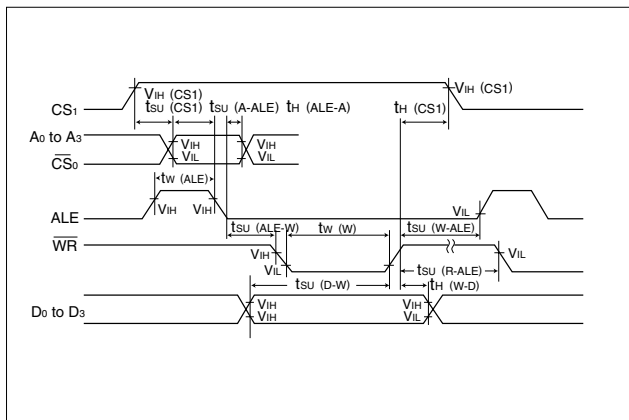 VIH (CS1)
VIH (CS1)
CS1
tSU (CS1)
tSU (A-ALE)
tH (ALE-A)
tH (CS1)
A0 to A3
VIH
VIH
CS0
VIL
VIL
tW (ALE)
ALE
VIH
VIH
VIL
tSU (ALE-W)
tW (W)
tSU (W-ALE)
WR
VIH
VIL
VIL
tSU (R-ALE)
tSU (D-W)
tH (W-D)
D0 to D3
VIH
VIH
VIH
VIL